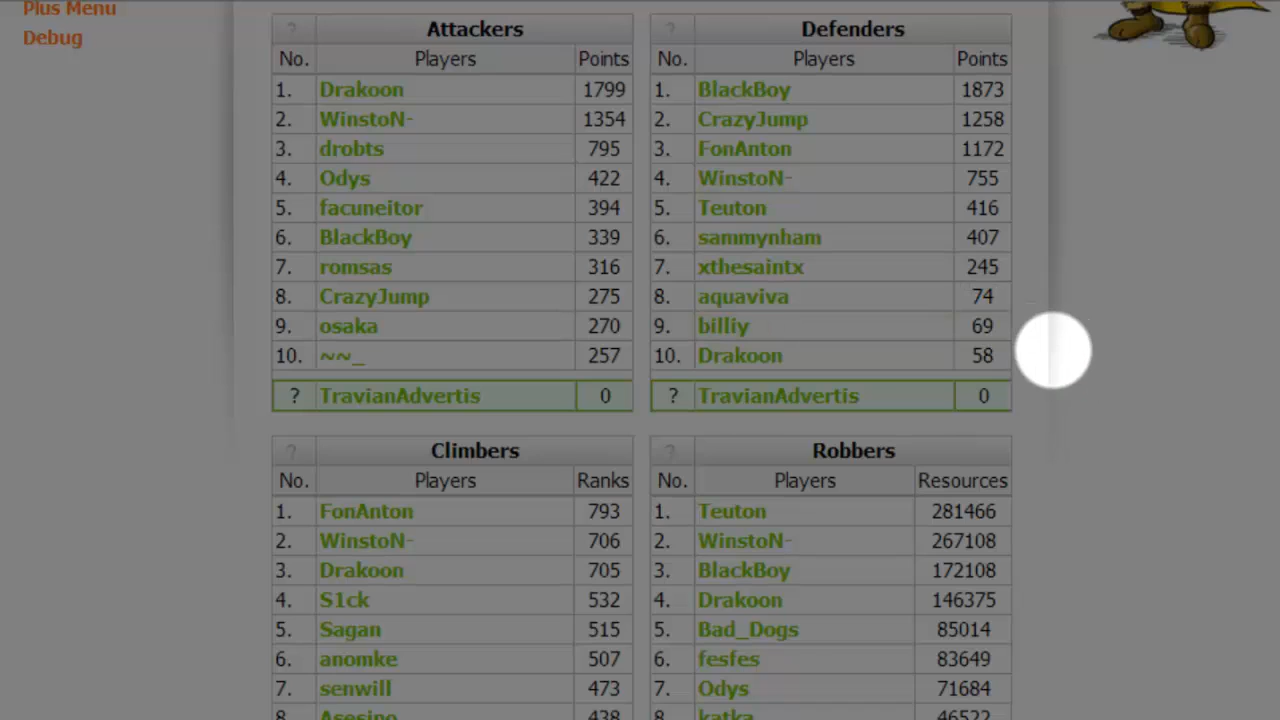 Plus Menu
Debug
? Attackers
No. Players Points
1. Drakoon 1799
2. WinstoN- 1354
3. drobts 795
4. Odys 422
5. facuneitor 394
6. BlackBoy 339
7. romsas 316
8. CrazyJump 275
9. osaka 270
10. ~~_ 257
? TravianAdvertis 0
? Defenders
No. Players Points
1. BlackBoy 1873
2. CrazyJump 1258
3. FonAnton 1172
4. WinstoN- 755
5. Teuton 416
6. sammynham 407
7. xthesaintx 245
8. aquaviva 74
9. billiy 69
10. Drakoon 58
? TravianAdvertis 0
? Climbers
No. Players Ranks
1. FonAnton 793
2. WinstoN- 706
3. Drakoon 705
4. S1ck 532
5. Sagan 515
6. anomke 507
7. senwill 473
8. Asesino 438
? Robbers
No. Players Resources
1. Teuton 281466
2. WinstoN- 267108
3. BlackBoy 172108
4. Drakoon 146375
5. Bad_Dogs 85014
6. fesfes 83649
7. Odys 71684
8. katka 46522